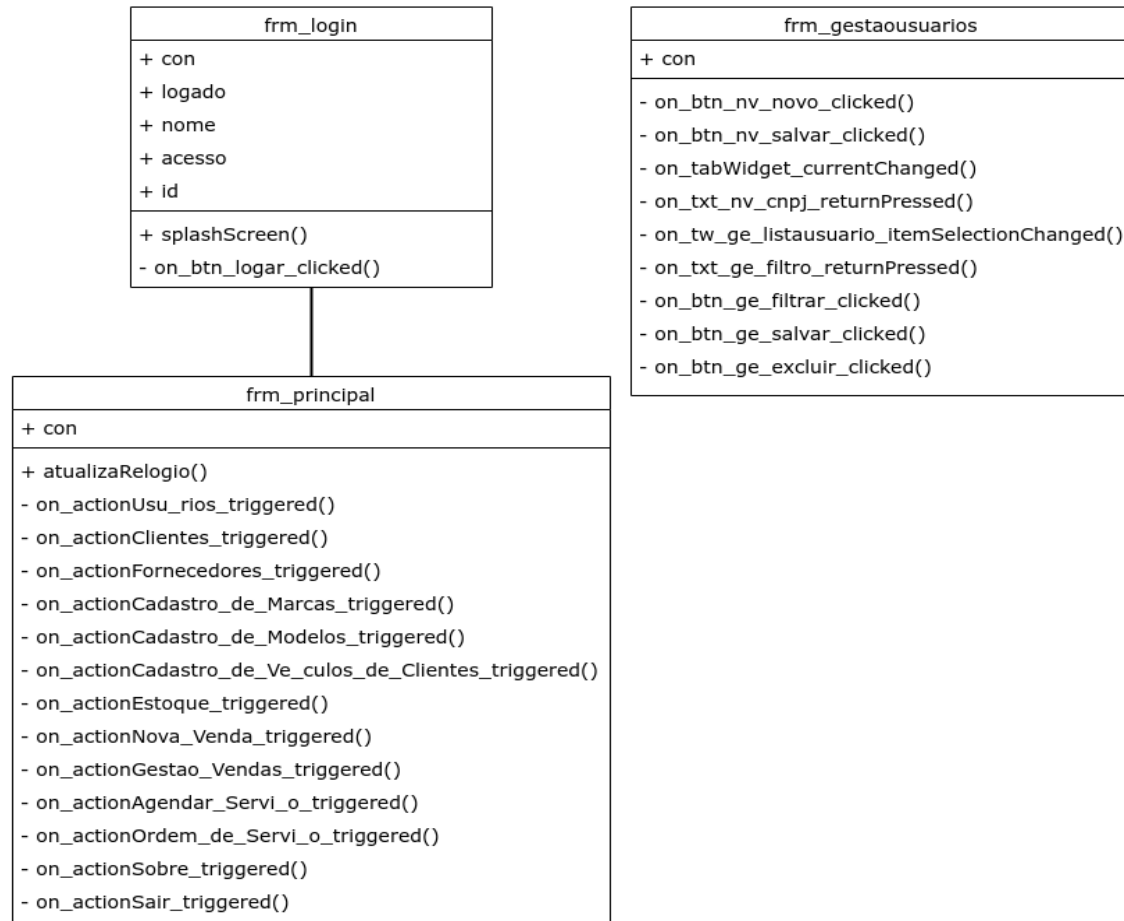 frm_login
+ con
+ logado
+ nome
+ acesso
+ id
+ splashScreen()
- on_btn_logar_clicked()
frm_gestaousuarios
+ con
- on_btn_nv_novo_clicked()
- on_btn_nv_salvar_clicked()
- on_tabWidget_currentChanged()
- on_txt_nv_cnpj_returnPressed()
- on_tw_ge_listausuario_itemSelectionChanged()
- on_txt_ge_filtro_returnPressed()
- on_btn_ge_filtrar_clicked()
- on_btn_ge_salvar_clicked()
- on_btn_ge_excluir_clicked()
frm_principal
+ con
+ atualizaRelogio()
- on_actionUsu_rios_triggered()
- on_actionClientes_triggered()
- on_actionFornecedores_triggered()
- on_actionCadastro_de_Marcas_triggered()
- on_actionCadastro_de_Modelos_triggered()
- on_actionCadastro_de_Ve_culos_de_Clientes_triggered()
- on_actionEstoque_triggered()
- on_actionNova_Venda_triggered()
- on_actionGestao_Vendas_triggered()
- on_actionAgendar_Servi_o_triggered()
- on_actionOrdem_de_Servi_o_triggered()
- on_actionSobre_triggered()
- on_actionSair_triggered()